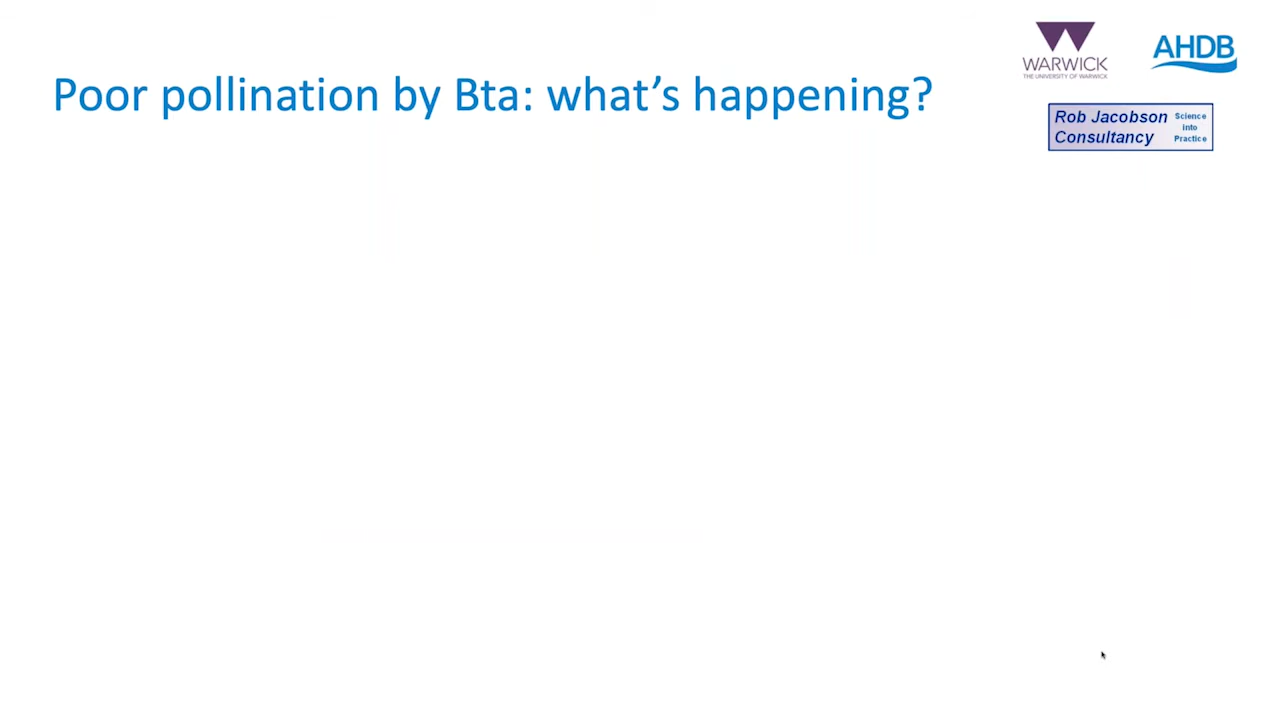 Poor pollination by Bta: what's happening?
WARWICK
THE UNIVERSITY OF WARWICK
AHDB
Rob Jacobson
Consultancy
Science
into
Practice